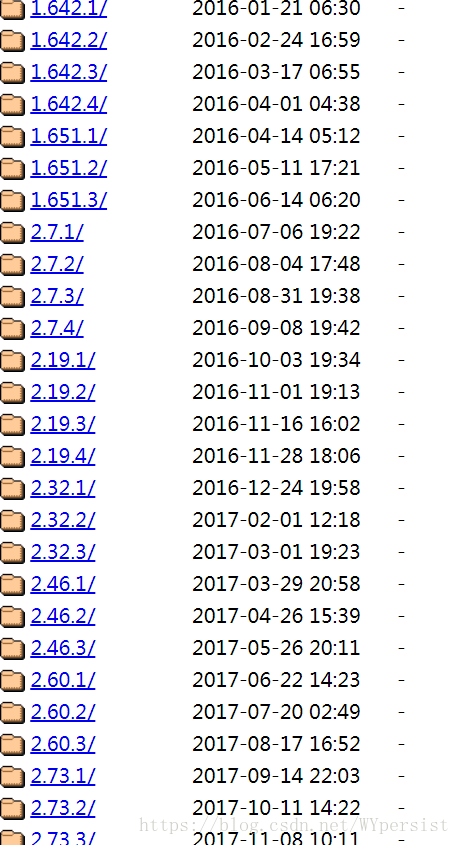 1.642.1/ 2016-01-21 06:30 -
1.642.2/ 2016-02-24 16:59 -
1.642.3/ 2016-03-17 06:55 -
1.642.4/ 2016-04-01 04:38 -
1.651.1/ 2016-04-14 05:12 -
1.651.2/ 2016-05-11 17:21 -
1.651.3/ 2016-06-14 06:20 -
2.7.1/ 2016-07-06 19:22 -
2.7.2/ 2016-08-04 17:48 -
2.7.3/ 2016-08-31 19:38 -
2.7.4/ 2016-09-08 19:42 -
2.19.1/ 2016-10-03 19:34 -
2.19.2/ 2016-11-01 19:13 -
2.19.3/ 2016-11-16 16:02 -
2.19.4/ 2016-11-28 18:06 -
2.32.1/ 2016-12-24 19:58 -
2.32.2/ 2017-02-01 12:18 -
2.32.3/ 2017-03-01 19:23 -
2.46.1/ 2017-03-29 20:58 -
2.46.2/ 2017-04-26 15:39 -
2.46.3/ 2017-05-26 20:11 -
2.60.1/ 2017-06-22 14:23 -
2.60.2/ 2017-07-20 02:49 -
2.60.3/ 2017-08-17 16:52 -
2.73.1/ 2017-09-14 22:03 -
2.73.2/ 2017-10-11 14:22 -
https://blog.csdn.net/WYpersist
2.73.3/ 2017-11-08 10:11 -